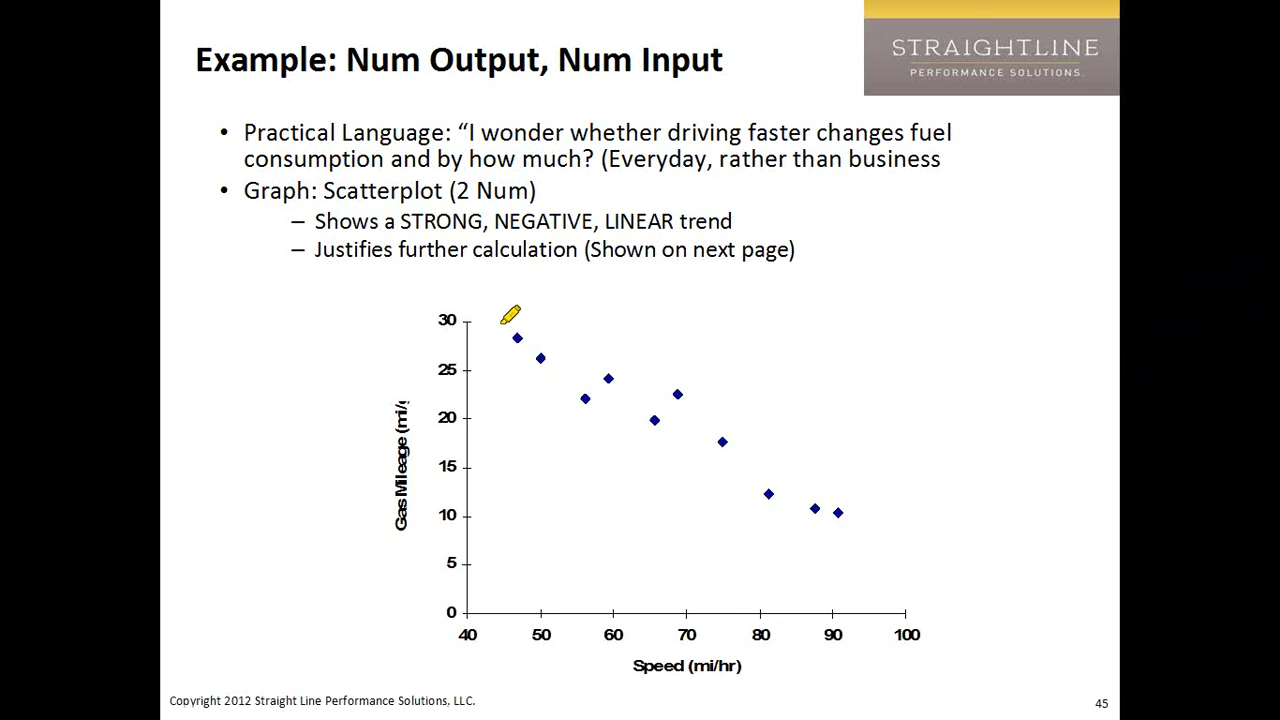 Example: Num Output, Num Input
STRAIGHTLINE
PERFORMANCE SOLUTIONS.
• Practical Language: “I wonder whether driving faster changes fuel
consumption and by how much? (Everyday, rather than business
• Graph: Scatterplot (2 Num)
– Shows a STRONG, NEGATIVE, LINEAR trend
– Justifies further calculation (Shown on next page)
30
25
20
15
10
5
0
Gas Mileage (mi/
40 50 60 70 80 90 100
Speed (mi/hr)
Copyright 2012 Straight Line Performance Solutions, LLC.
45